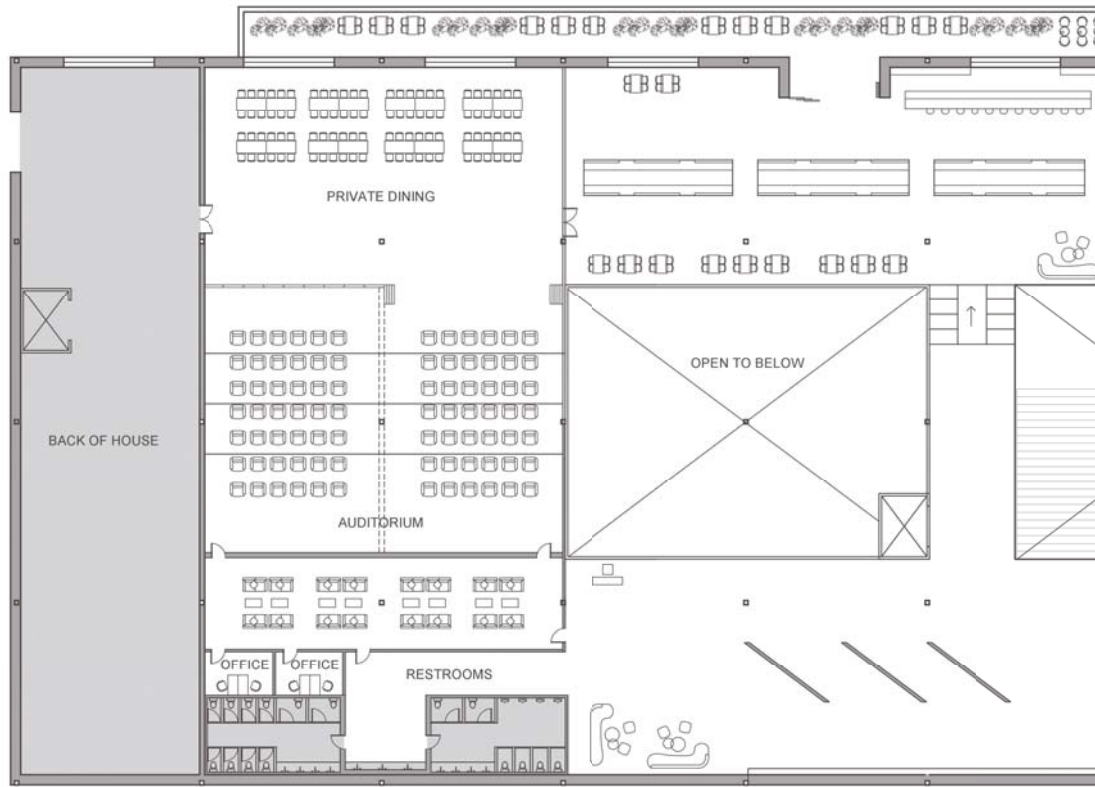 PRIVATE DINING
OPEN TO BELOW
BACK OF HOUSE
AUDITORIUM
OFFICE
OFFICE
RESTROOMS